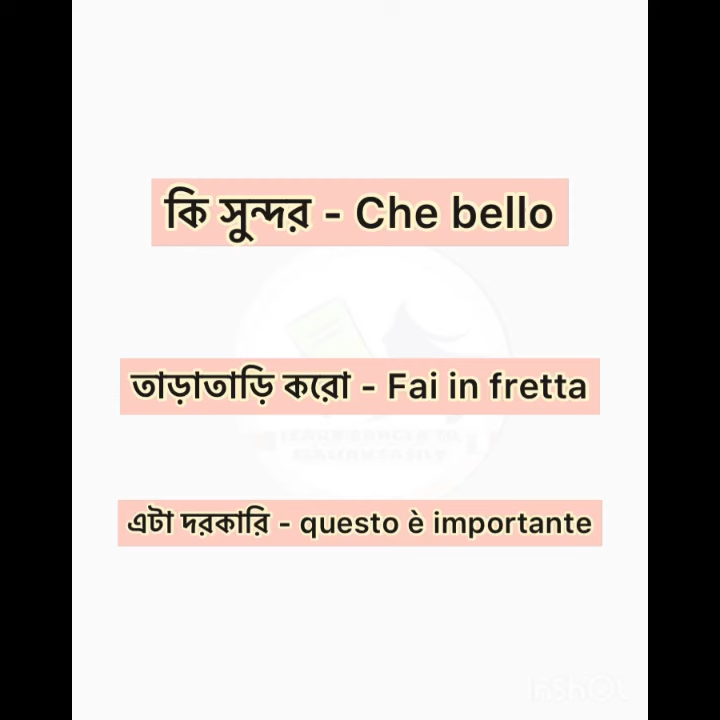 কি সুন্দর - Che bello
তাড়াতাড়ি করো - Fai in fretta
এটা দরকারি - questo è importante